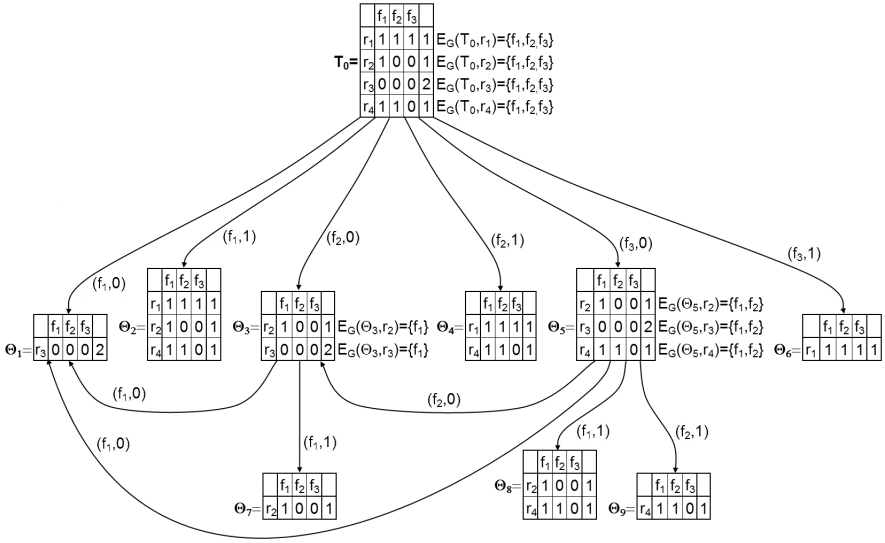 f₁ f₂ f₃
r₁ 1 1 1 1 E_G(T₀,r₁)={f₁,f₂,f₃}
T₀= r₂ 1 0 0 1 E_G(T₀,r₂)={f₁,f₂,f₃}
r₃ 0 0 0 2 E_G(T₀,r₃)={f₁,f₂,f₃}
r₄ 1 1 0 1 E_G(T₀,r₄)={f₁,f₂,f₃}
(f₁,0)
(f₁,1)
(f₂,0)
(f₂,1)
(f₃,0)
(f₃,1)
f₁ f₂ f₃
Θ₁= r₃ 0 0 0 2
f₁ f₂ f₃
r₁ 1 1 1 1
Θ₂= r₂ 1 0 0 1
r₄ 1 1 0 1
f₁ f₂ f₃
Θ₃= r₂ 1 0 0 1 E_G(Θ₃,r₂)={f₁}
r₃ 0 0 0 2 E_G(Θ₃,r₃)={f₁}
f₁ f₂ f₃
Θ₄= r₁ 1 1 1 1
r₄ 1 1 0 1
f₁ f₂ f₃
r₂ 1 0 0 1 E_G(Θ₅,r₂)={f₁,f₂}
Θ₅= r₃ 0 0 0 2 E_G(Θ₅,r₃)={f₁,f₂}
r₄ 1 1 0 1 E_G(Θ₅,r₄)={f₁,f₂}
f₁ f₂ f₃
Θ₆= r₁ 1 1 1 1
(f₁,0)
(f₂,0)
(f₁,0)
(f₁,1)
(f₁,1)
(f₂,1)
f₁ f₂ f₃
Θ₇= r₂ 1 0 0 1
f₁ f₂ f₃
Θ₈= r₂ 1 0 0 1
r₄ 1 1 0 1
f₁ f₂ f₃
Θ₉= r₄ 1 1 0 1